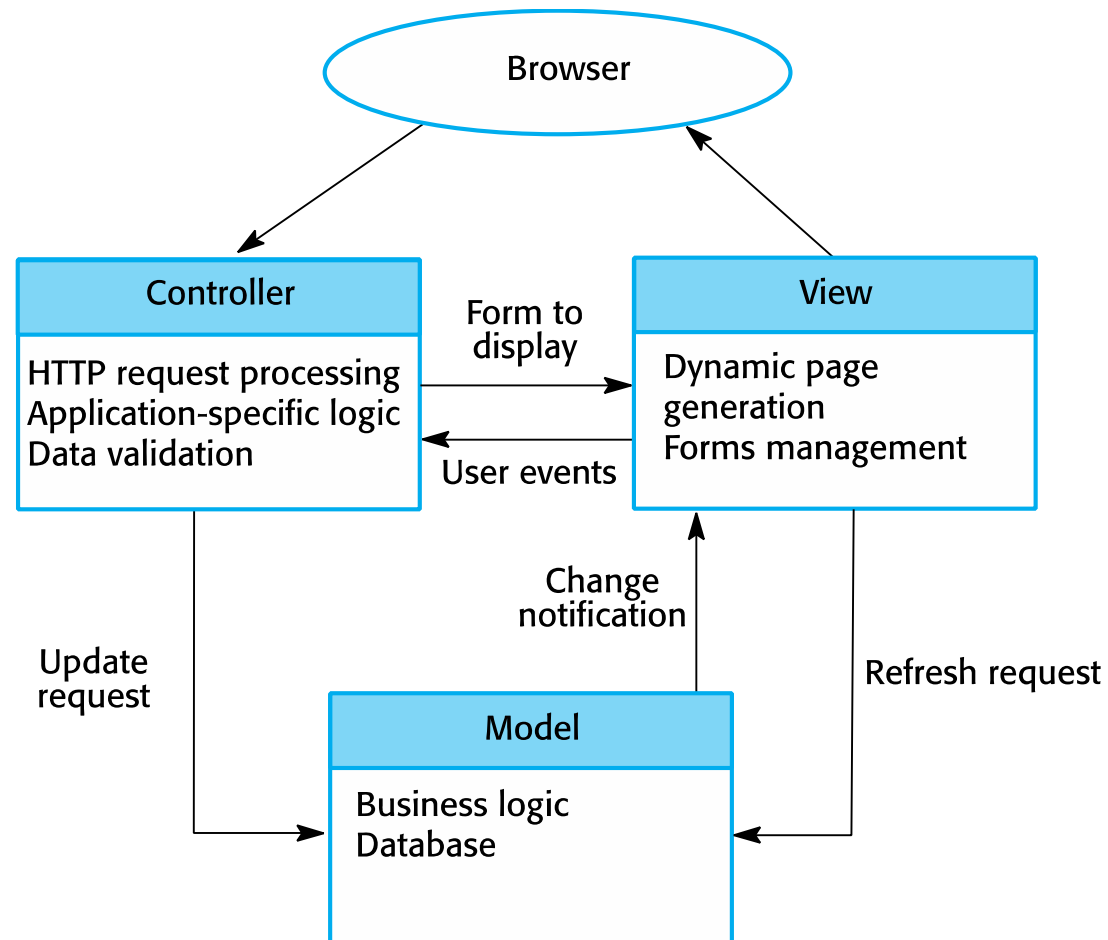 Browser
Controller
HTTP request processing
Application-specific logic
Data validation
Form to
display
User events
View
Dynamic page
generation
Forms management
Update
request
Change
notification
Refresh request
Model
Business logic
Database